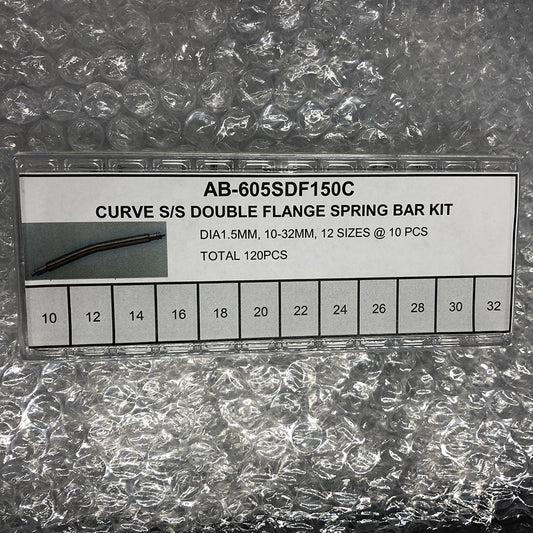 AB-605SDF150C
CURVE S/S DOUBLE FLANGE SPRING BAR KIT
DIA1.5MM, 10-32MM, 12 SIZES @ 10 PCS
TOTAL 120PCS
10 12 14 16 18 20 22 24 26 28 30 32